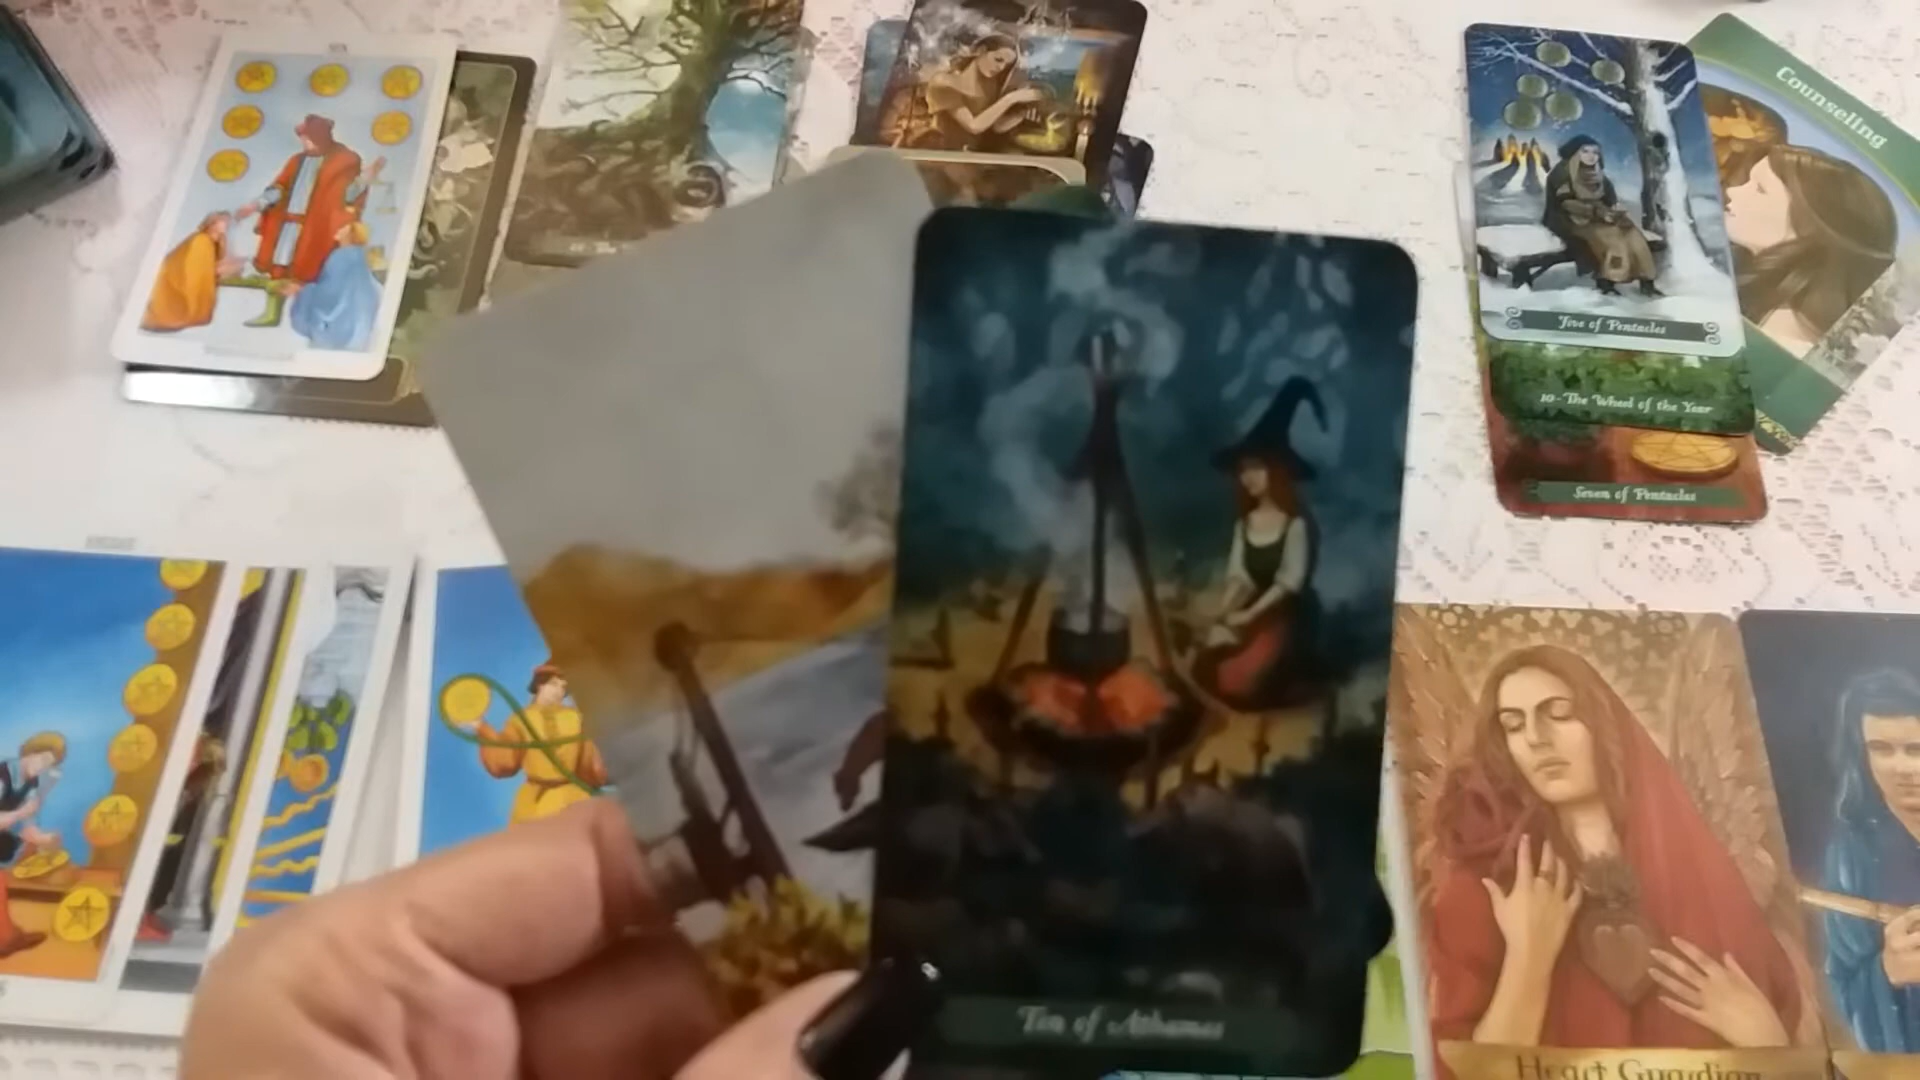 Counseling
Five of Pentacles
10-The Wheel of the Year
Seven of Pentacles
Ten of Athames
Heart Guardian